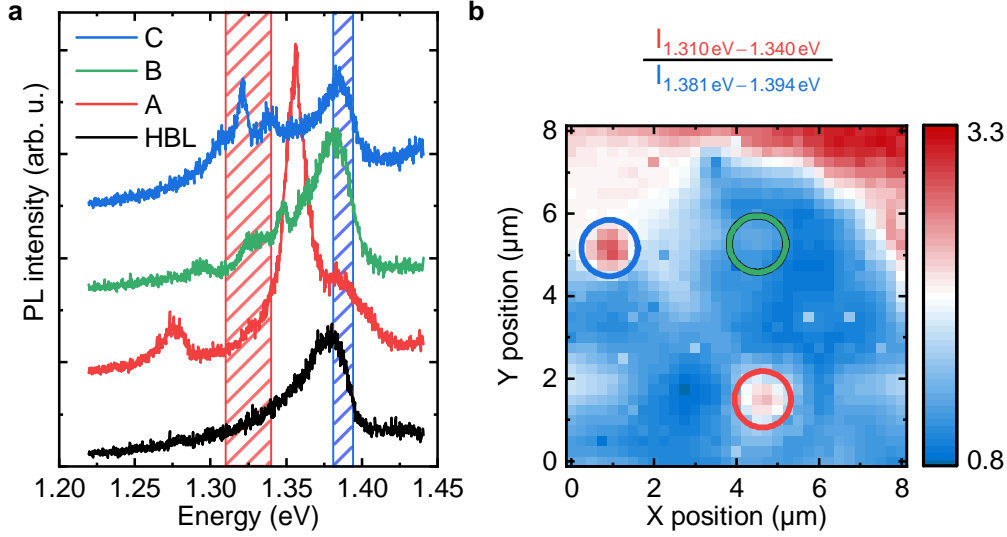 a
C
B
A
HBL
PL intensity (arb. u.)
1.20 1.25 1.30 1.35 1.40 1.45
Energy (eV)
b
I1.310 eV – 1.340 eV
I1.381 eV – 1.394 eV
8
6
4
2
0
Y position (μm)
0 2 4 6 8
X position (μm)
3.3
0.8